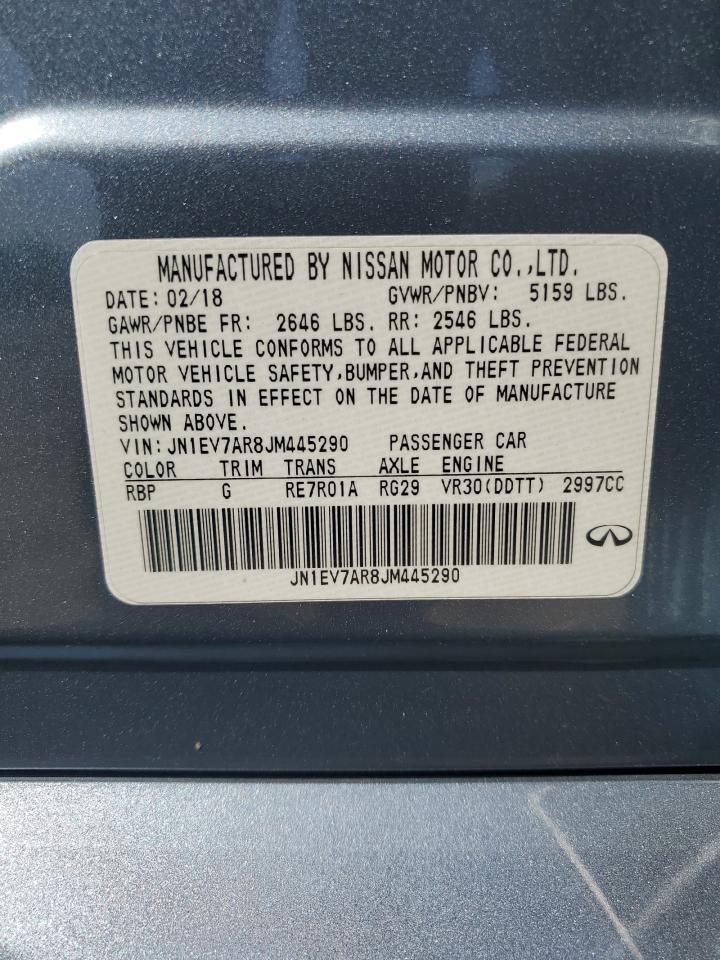 MANUFACTURED BY NISSAN MOTOR CO.,LTD.
DATE: 02/18 GVWR/PNBV: 5159 LBS.
GAWR/PNBE FR: 2646 LBS. RR: 2546 LBS.
THIS VEHICLE CONFORMS TO ALL APPLICABLE FEDERAL
MOTOR VEHICLE SAFETY,BUMPER,AND THEFT PREVENTION
STANDARDS IN EFFECT ON THE DATE OF MANUFACTURE
SHOWN ABOVE.
VIN: JN1EV7AR8JM445290 PASSENGER CAR
COLOR TRIM TRANS AXLE ENGINE
RBP G RE7R01A RG29 VR30(DDTT) 2997CC
JN1EV7AR8JM445290